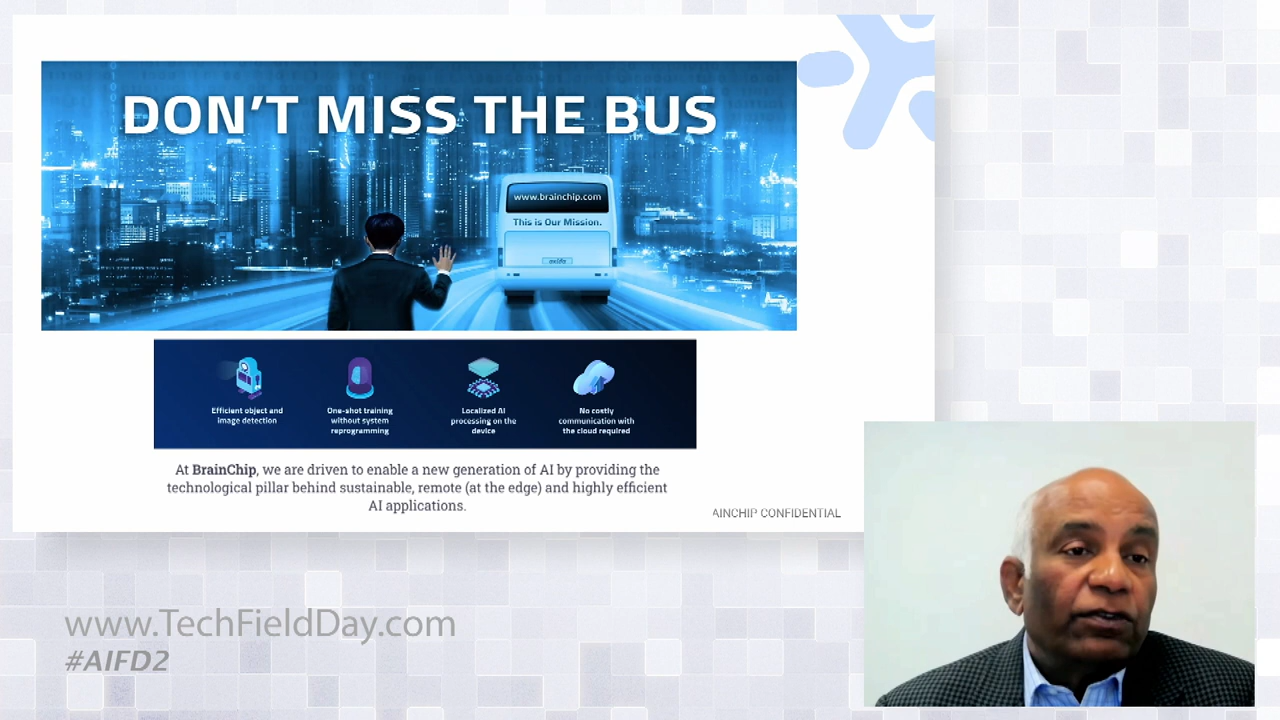 DON'T MISS THE BUS
www.brainchip.com
This is Our Mission.
Efficient object and
image detection
One-shot training
without system
reprogramming
Localized AI
processing on the
device
No costly
communication with
the cloud required
At BrainChip, we are driven to enable a new generation of AI by providing the
technological pillar behind sustainable, remote (at the edge) and highly efficient
AI applications.
AINCHIP CONFIDENTIAL
www.TechFieldDay.com
#AIFD2